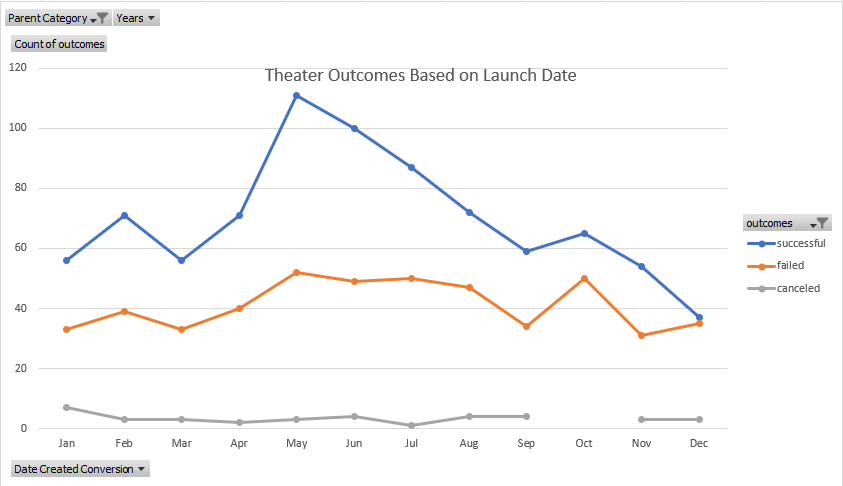 Parent Category Years
Count of outcomes
Theater Outcomes Based on Launch Date
120
100
80
60
40
20
0
Jan Feb Mar Apr May Jun Jul Aug Sep Oct Nov Dec
outcomes
successful
failed
canceled
Date Created Conversion